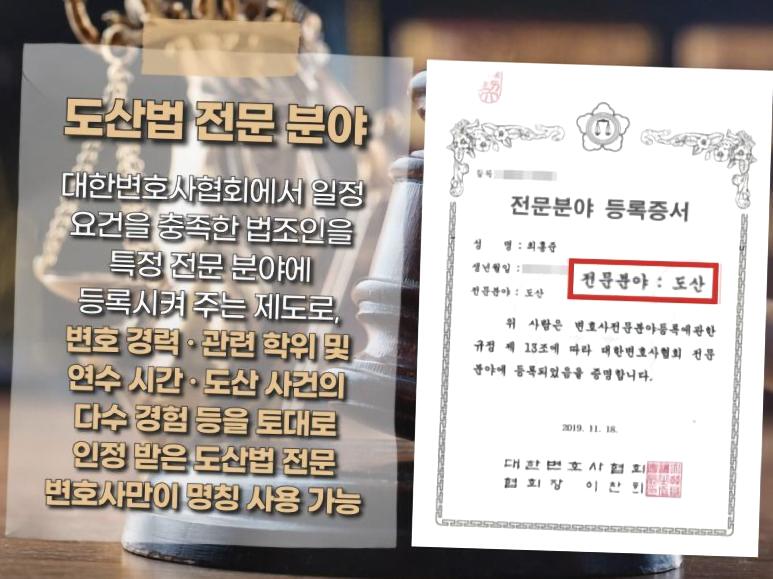 도산법 전문 분야
대한변호사협회에서 일정
요건을 충족한 법조인을
특정 전문 분야에
등록시켜 주는 제도로,
변호 경력·관련 학위 및
연수 시간·도산 사건의
다수 경험 등을 토대로
인정 받은 도산법 전문
변호사만이 명칭 사용 가능
등록
전문분야 등록증서
성 명 : 최홍준
생년월일 :
전문분야 : 도산
전문분야 : 도산
위 사람은 변호사전문분야등록에관한
규정 제 13조에 따라 대한변호사협회 전문
분야에 등록되었음을 증명합니다.
2019. 11. 18.
대한변호사협회
협회장 이찬희